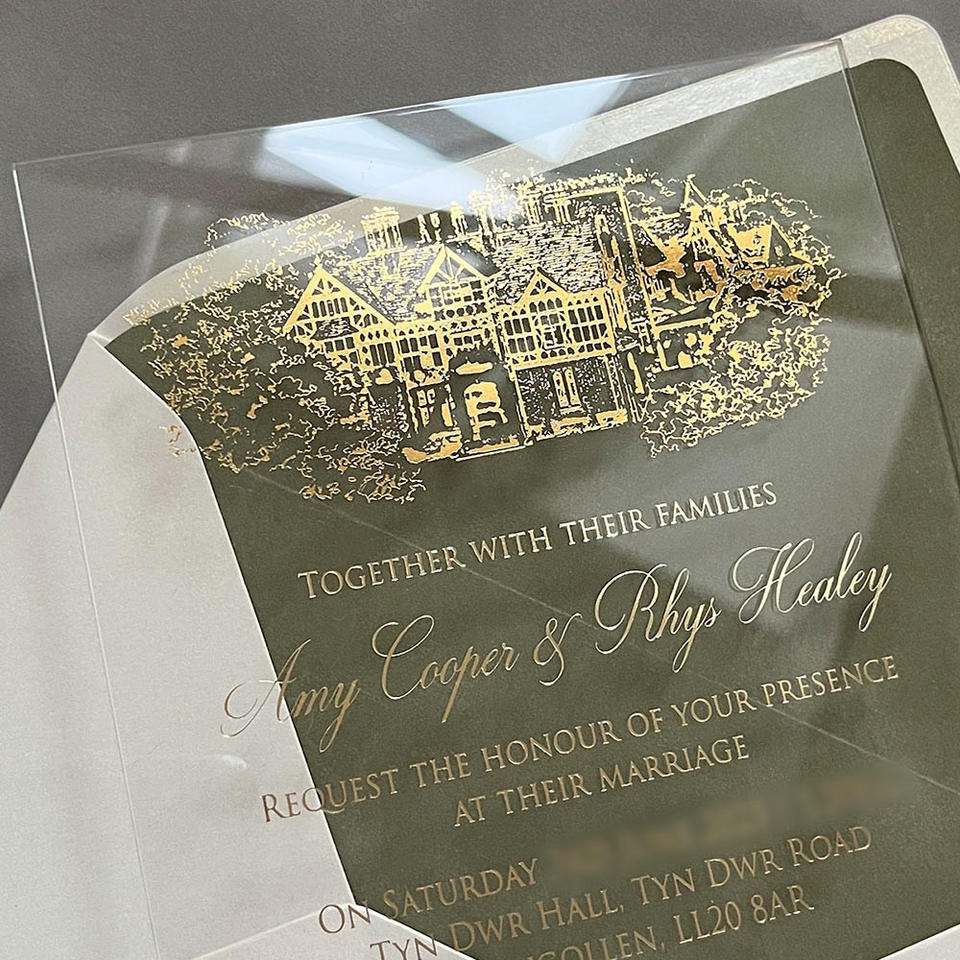 TOGETHER WITH THEIR FAMILIES
Amy Cooper & Rhys Healey
REQUEST THE HONOUR OF YOUR PRESENCE
AT THEIR MARRIAGE
ON SATURDAY
TYN DWR HALL, TYN DWR ROAD
LL20 8AR